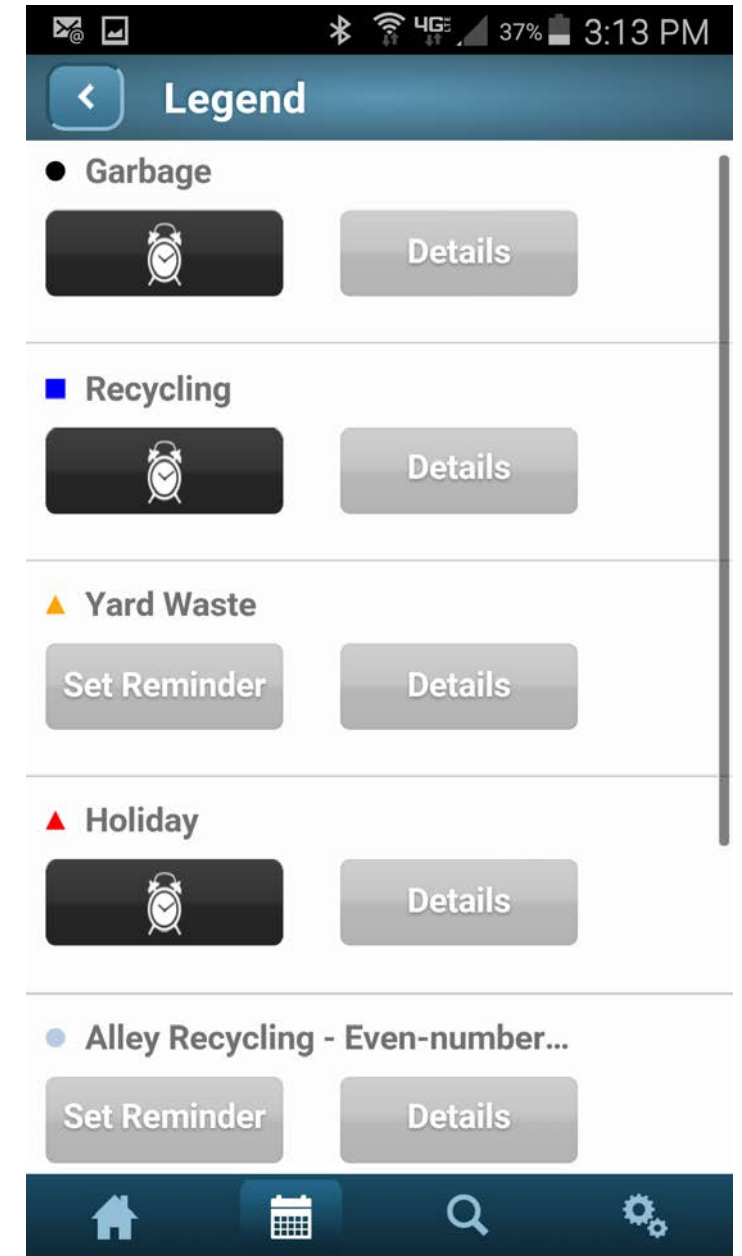 4GE 37% 3:13 PM
Legend
Garbage
Details
Recycling
Details
Yard Waste
Set Reminder Details
Holiday
Details
Alley Recycling - Even-number...
Set Reminder Details